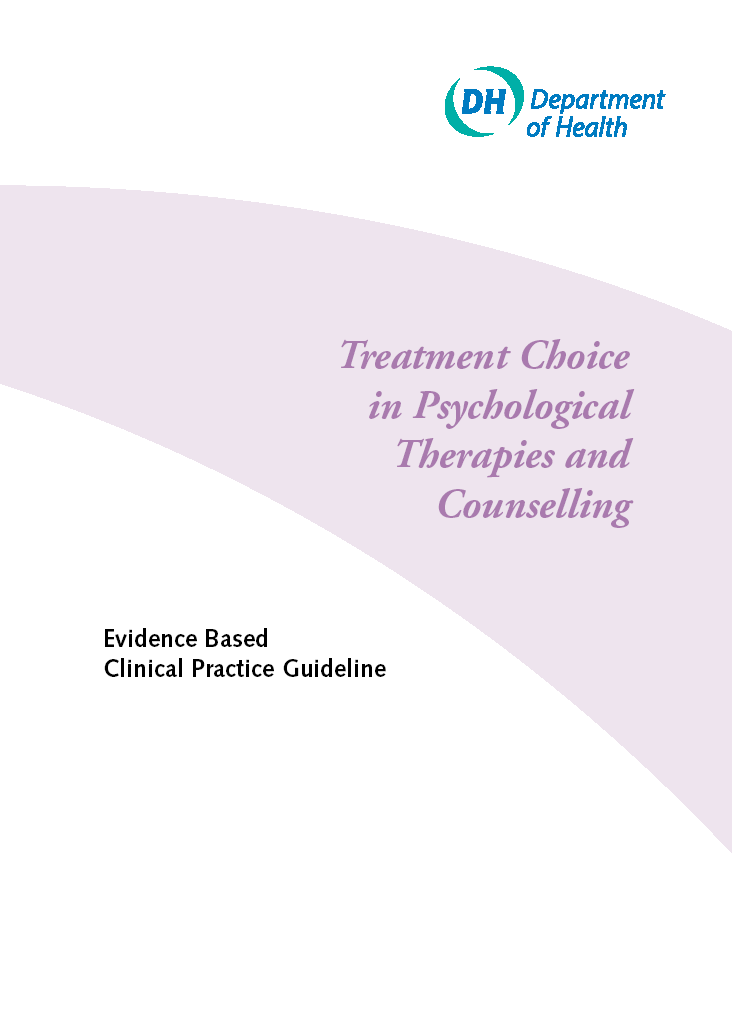 DH Department
of Health
Treatment Choice
in Psychological
Therapies and
Counselling
Evidence Based
Clinical Practice Guideline